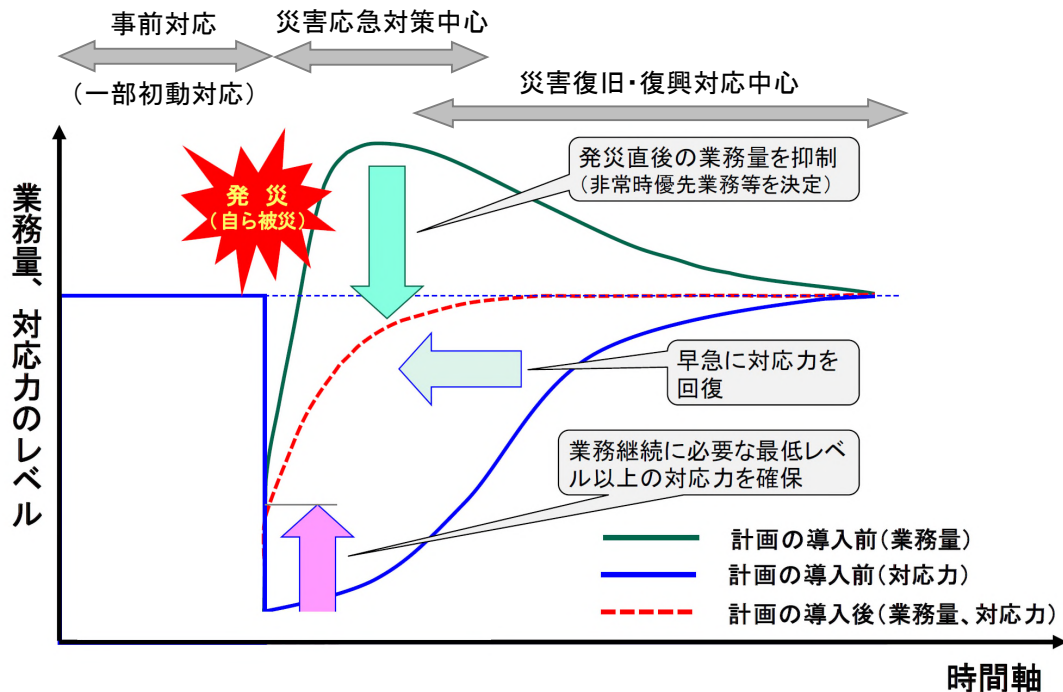 事前対応
災害応急対策中心
(一部初動対応)
災害復旧・復興対応中心
発 災
(自ら被災)
発災直後の業務量を抑制
(非常時優先業務等を決定)
業務量、対応力のレベル
早急に対応力を
回復
業務継続に必要な最低レベ
ル以上の対応力を確保
計画の導入前(業務量)
計画の導入前(対応力)
計画の導入後(業務量、対応力)
時間軸